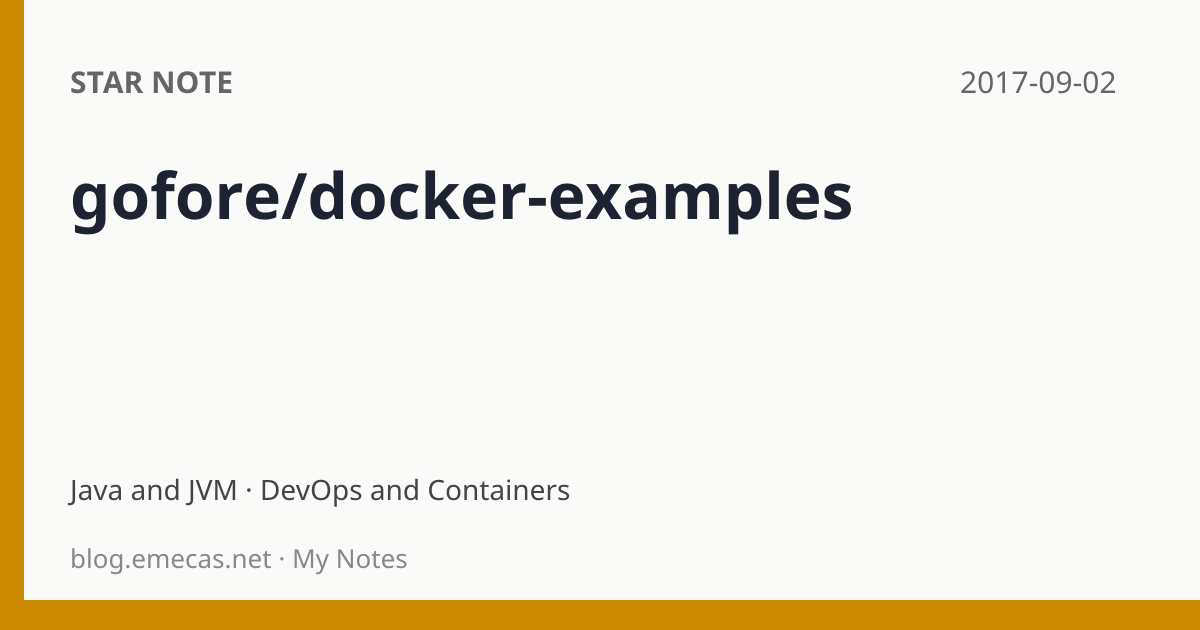 STAR NOTE
2017-09-02
gofore/docker-examples
Java and JVM · DevOps and Containers
blog.emecas.net · My Notes